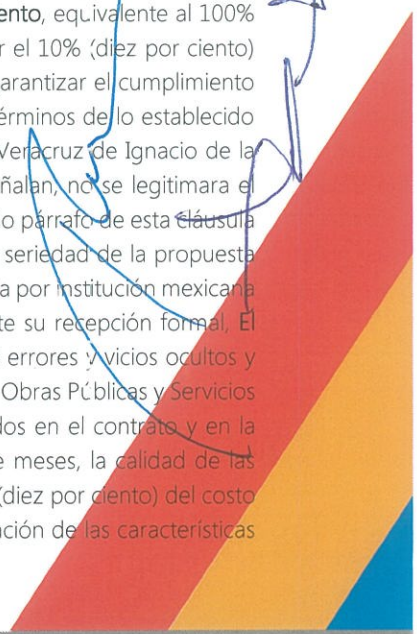 ento, equivalente al 100%
r el 10% (diez por ciento)
arantizar el cumplimiento
érminos de lo establecido
Veracruz de Ignacio de la
ñalan, no se legitimara el
o párrafo de esta cláusula
seriedad de la propuesta
a por institución mexicana
te su recepción formal, El
errores y vicios ocultos y
Obras Públicas y Servicios
dos en el contrato y en la
e meses, la calidad de las
(diez por ciento) del costo
ación de las características